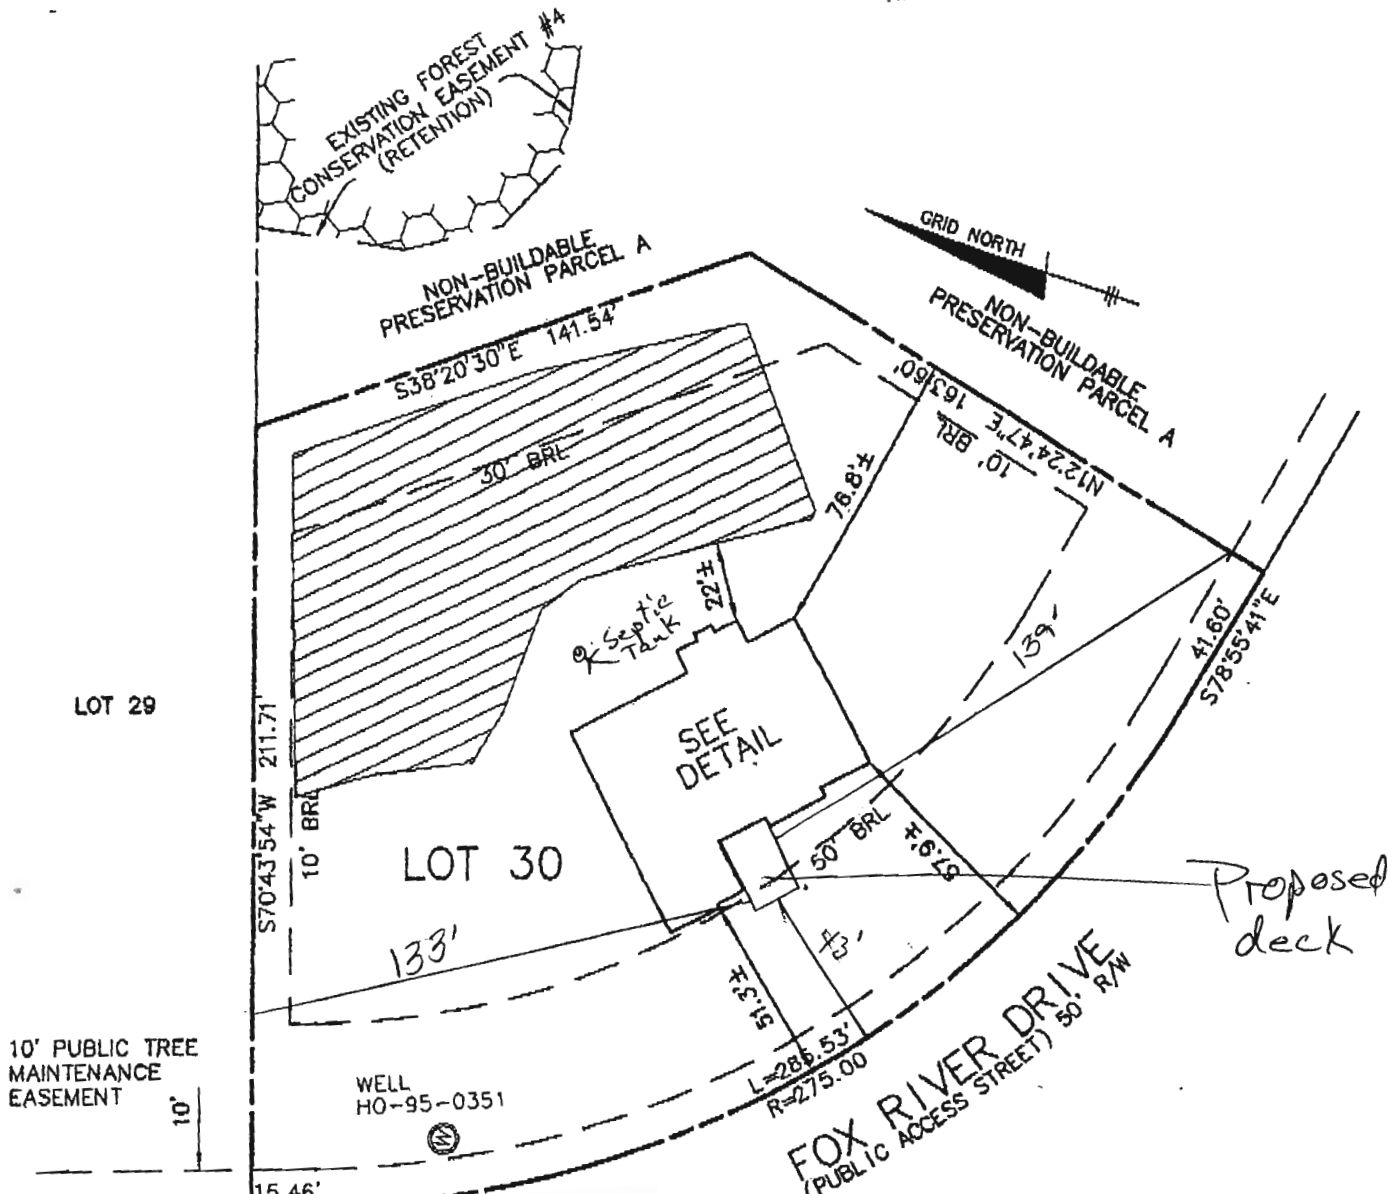 EXISTING FOREST
CONSERVATION EASEMENT #4
(RETENTION)
GRID NORTH
NON-BUILDABLE
PRESERVATION PARCEL A
NON-BUILDABLE
PRESERVATION PARCEL A
S38°20'30"E 141.54'
N12°24'47"E 163.60'
10' BRL
30' BRL
76.8'±
22'±
Septic
Tank
139'
41.60'
S78°55'41"E
LOT 29
SEE
DETAIL
S70°43'54"W 211.71'
10' BRL
LOT 30
50' BRL
57.9'±
Proposed
deck
133'
43'
51.3'±
10' PUBLIC TREE
MAINTENANCE
EASEMENT
10'
WELL
HO-95-0351
W
L=286.53'
R=275.00
FOX RIVER DRIVE
(PUBLIC ACCESS STREET) 50' R/W
15.46'